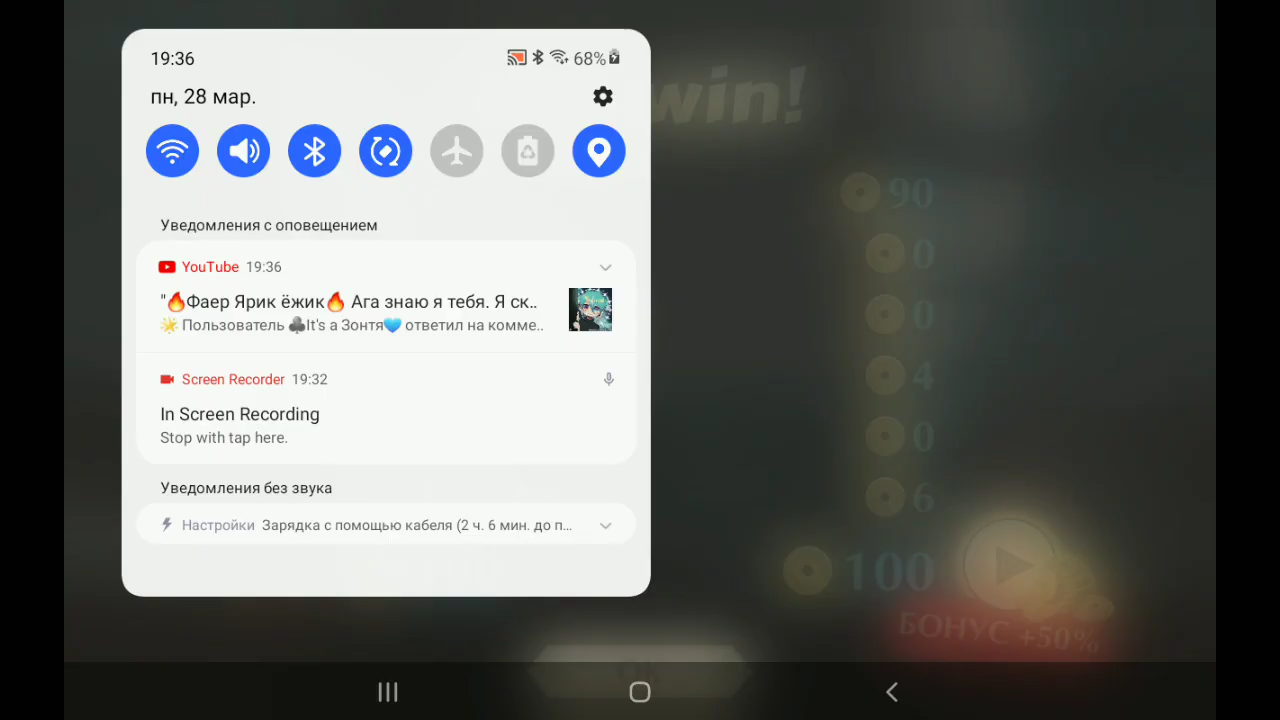 19:36
68%
пн, 28 мар.
win!
Уведомления с оповещением
YouTube 19:36
"🔥Фаер Ярик ёжик🔥 Ага знаю я тебя. Я ск..
🌟 Пользователь ♣️It's a Зонтя💙 ответил на комме..
Screen Recorder 19:32
In Screen Recording
Stop with tap here.
Уведомления без звука
Настройки Зарядка с помощью кабеля (2 ч. 6 мин. до п...
90
0
0
4
0
6
100
БОНУС +50%